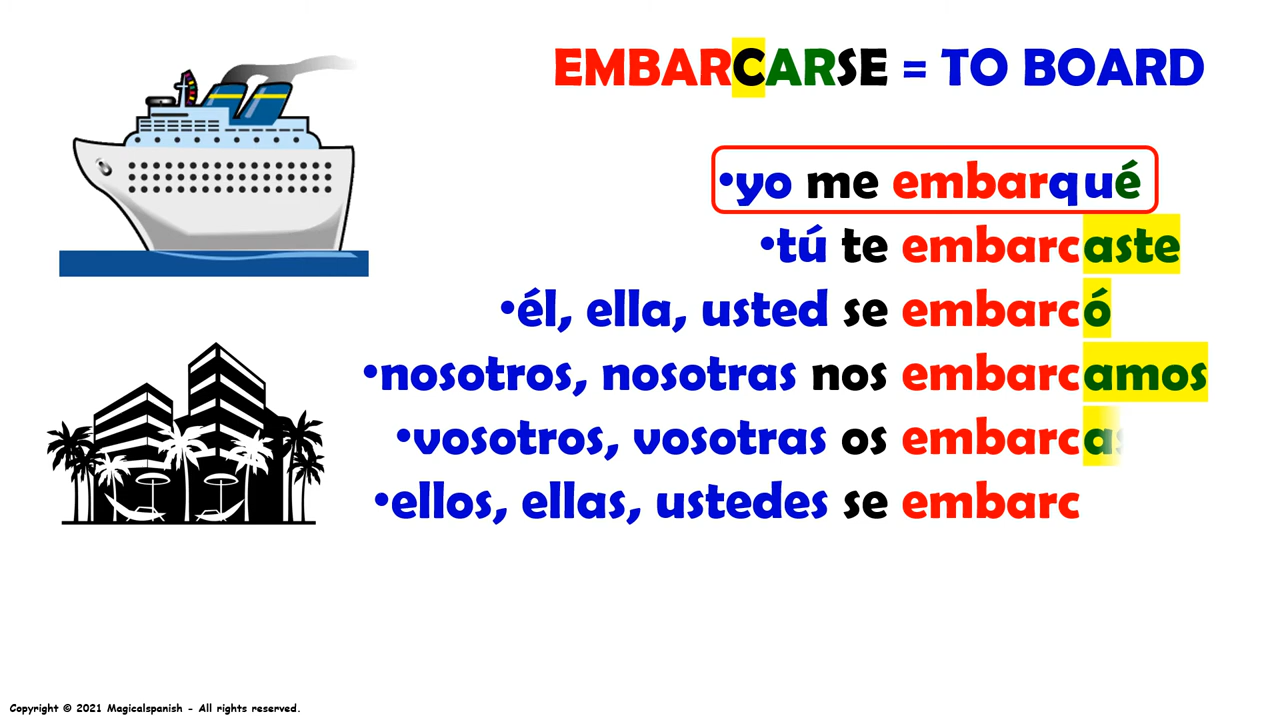 EMBARCARSE = TO BOARD
•yo me embarqué
•tú te embarcaste
•él, ella, usted se embarcó
•nosotros, nosotras nos embarcamos
•vosotros, vosotras os embarcas
•ellos, ellas, ustedes se embarc
Copyright © 2021 Magicalspanish - All rights reserved.